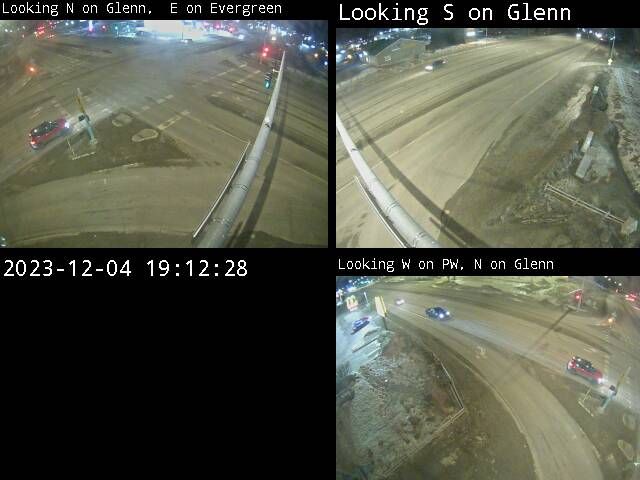 Looking N on Glenn,  E on Evergreen
Looking S on Glenn
2023-12-04 19:12:28
Looking W on PW, N on Glenn